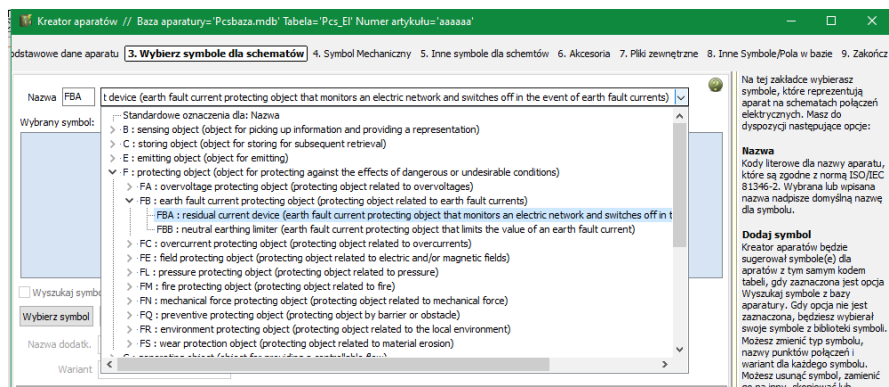 Kreator aparatów // Baza aparatury='Pcsbaza.mdb' Tabela='Pcs_El' Numer artykułu='aaaaaa'
odstawowe dane aparatu 3. Wybierz symbole dla schematów 4. Symbol Mechaniczny 5. Inne symbole dla schemtów 6. Akcesoria 7. Pliki zewnętrzne 8. Inne Symbole/Pola w bazie 9. Zakończ
Nazwa FBA t device (earth fault current protecting object that monitors an electric network and switches off in the event of earth fault currents)
Wybrany symbol:
Standardowe oznaczenia dla: Nazwa
B : sensing object (object for picking up information and providing a representation)
C : storing object (object for storing for subsequent retrieval)
E : emitting object (object for emitting)
F : protecting object (object for protecting against the effects of dangerous or undesirable conditions)
FA : overvoltage protecting object (protecting object related to overvoltages)
FB : earth fault current protecting object (protecting object related to earth fault currents)
FBA : residual current device (earth fault current protecting object that monitors an electric network and switches off in t
FBB : neutral earthing limiter (earth fault current protecting object that limits the value of an earth fault current)
FC : overcurrent protecting object (protecting object related to overcurrents)
FE : field protecting object (protecting object related to electric and/or magnetic fields)
FL : pressure protecting object (protecting object related to pressure)
FM : fire protecting object (protecting object related to fire)
FN : mechanical force protecting object (protecting object related to mechanical force)
FQ : preventive protecting object (protecting object by barrier or obstacle)
FR : environment protecting object (protecting object related to the local environment)
FS : wear protecting object (protecting object related to material erosion)
Wyszukaj symbo
Wybierz symbol
Nazwa dodatk.
Wariant
Na tej zakładce wybierasz
symbole, które reprezentują
aparat na schematach połączeń
elektrycznych. Masz do
dyspozycji następujące opcje:
Nazwa
Kody literowe dla nazwy aparatu,
które są zgodne z normą ISO/IEC
81346-2. Wybrana lub wpisana
nazwa nadpisze domyślną nazwę
dla symbolu.
Dodaj symbol
Kreator aparatów będzie
sugerował symbole(e) dla
apratów z tym samym kodem
tabeli, gdy zaznaczona jest opcja
Wyszukaj symbole z bazy
aparatury. Gdy opcja nie jest
zaznaczona, będziesz wybierał
swoje symbole z biblioteki symboli.
Możesz zmienić typ symbolu,
nazwy punktów połączeń i
wariant dla każdego symbolu.
Możesz usunąć symbol, zamienić